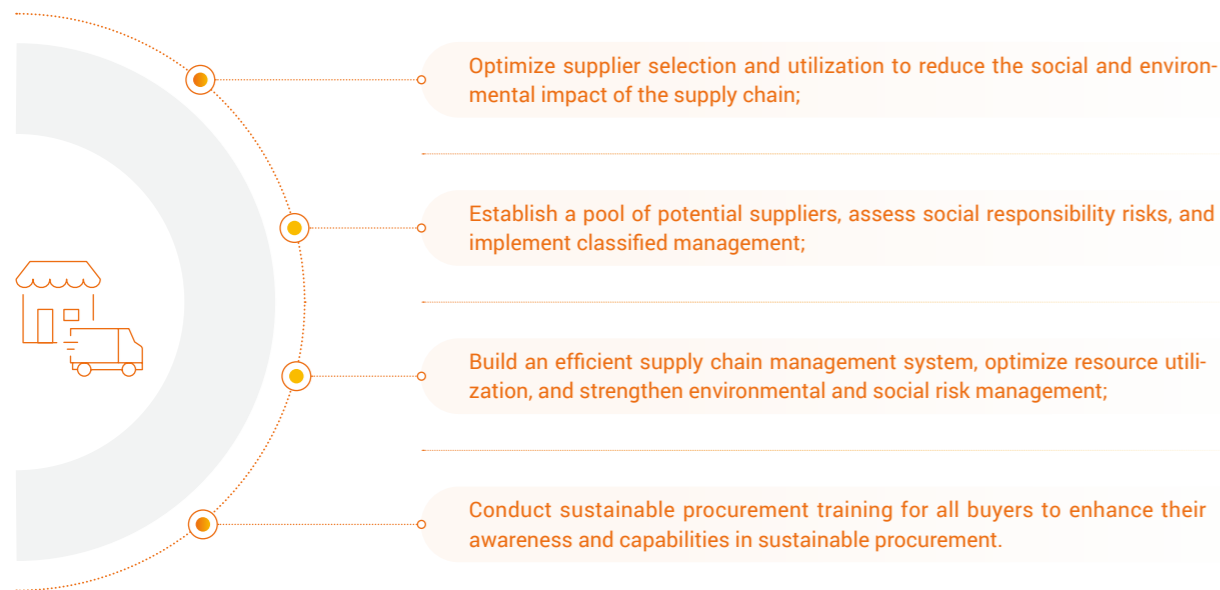 Optimize supplier selection and utilization to reduce the social and environ-
mental impact of the supply chain;
Establish a pool of potential suppliers, assess social responsibility risks, and
implement classified management;
Build an efficient supply chain management system, optimize resource utili-
zation, and strengthen environmental and social risk management;
Conduct sustainable procurement training for all buyers to enhance their
awareness and capabilities in sustainable procurement.